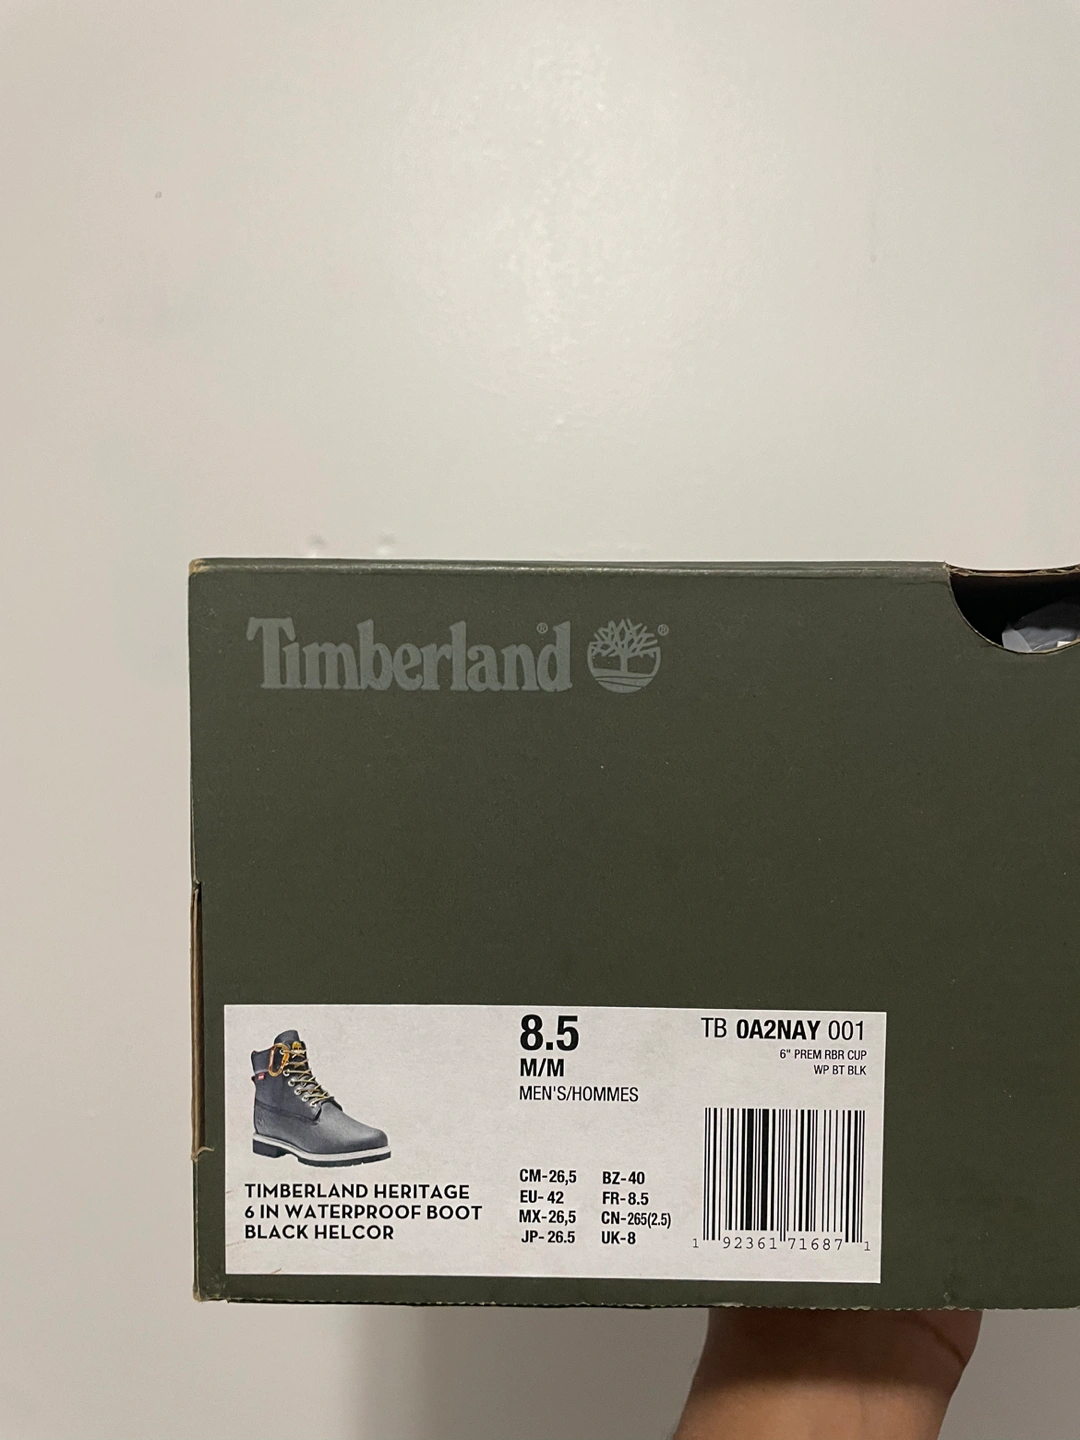 Timberland®
8.5
M/M
MEN'S/HOMMES
TB 0A2NAY 001
6" PREM RBR CUP
WP BT BLK
TIMBERLAND HERITAGE
6 IN WATERPROOF BOOT
BLACK HELCOR
CM-26,5 BZ-40
EU- 42 FR-8.5
MX-26,5 CN-265(2.5)
JP- 26.5 UK-8
1 92361 71687 1